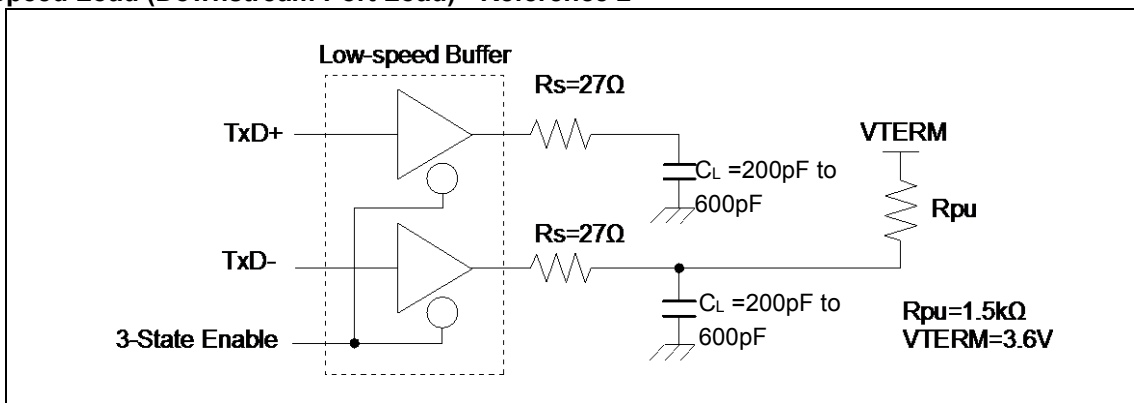 Low-speed Buffer
Rs=27Ω
TxD+
VTERM
CL =200pF to
600pF
Rpu
Rs=27Ω
TxD-
CL =200pF to
600pF
Rpu=1.5kΩ
VTERM=3.6V
3-State Enable